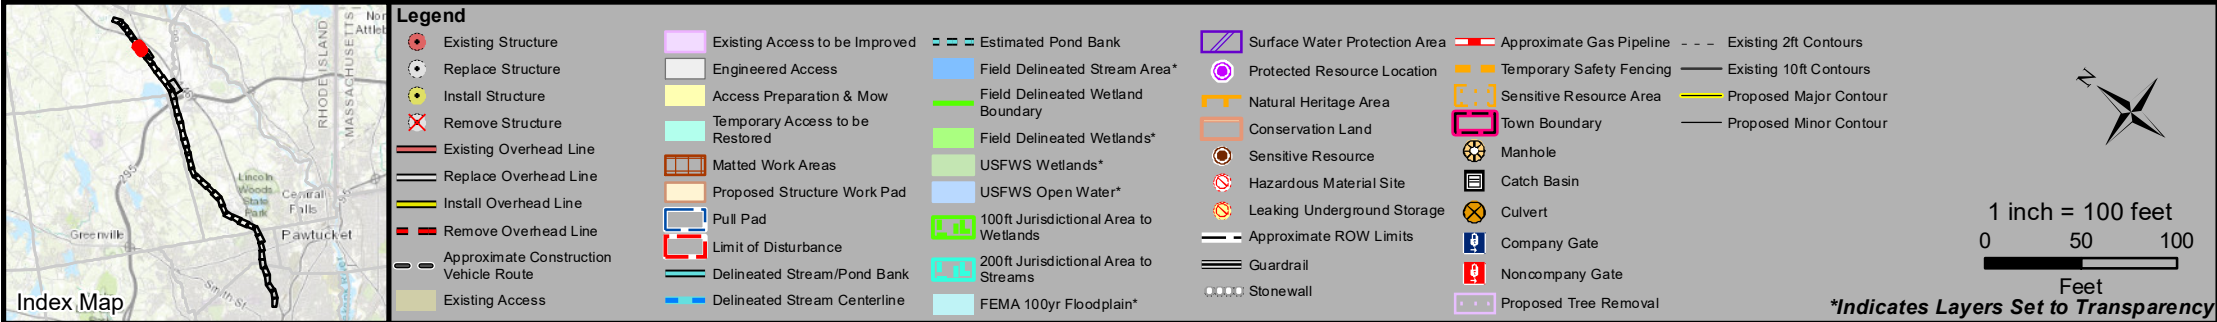 Nor
Attleb
RHODE ISLAND
MASSACHUSETTS
295
Lincoln
Woods
State
Park
Central
Falls
95
Greenville
Pawtucket
Smith St
Index Map
Legend
Existing Structure
Replace Structure
Install Structure
Remove Structure
Existing Overhead Line
Replace Overhead Line
Install Overhead Line
Remove Overhead Line
Approximate Construction
Vehicle Route
Existing Access
Existing Access to be Improved
Engineered Access
Access Preparation & Mow
Temporary Access to be
Restored
Matted Work Areas
Proposed Structure Work Pad
Pull Pad
Limit of Disturbance
Delineated Stream/Pond Bank
Delineated Stream Centerline
Estimated Pond Bank
Field Delineated Stream Area*
Field Delineated Wetland
Boundary
Field Delineated Wetlands*
USFWS Wetlands*
USFWS Open Water*
100ft Jurisdictional Area to
Wetlands
200ft Jurisdictional Area to
Streams
FEMA 100yr Floodplain*
Surface Water Protection Area
Protected Resource Location
Natural Heritage Area
Conservation Land
Sensitive Resource
Hazardous Material Site
Leaking Underground Storage
Approximate ROW Limits
Guardrail
Stonewall
Approximate Gas Pipeline
Temporary Safety Fencing
Sensitive Resource Area
Town Boundary
Manhole
Catch Basin
Culvert
Company Gate
Noncompany Gate
Proposed Tree Removal
Existing 2ft Contours
Existing 10ft Contours
Proposed Major Contour
Proposed Minor Contour
N
1 inch = 100 feet
0 50 100
Feet
*Indicates Layers Set to Transparency